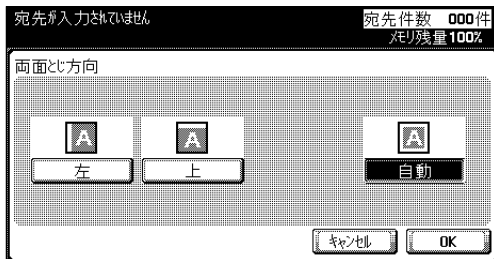 宛先が入力されていません
宛先件数 000件
メモリ残量100%
両面とじ方向
A A A
左 上 自動
キャンセル OK